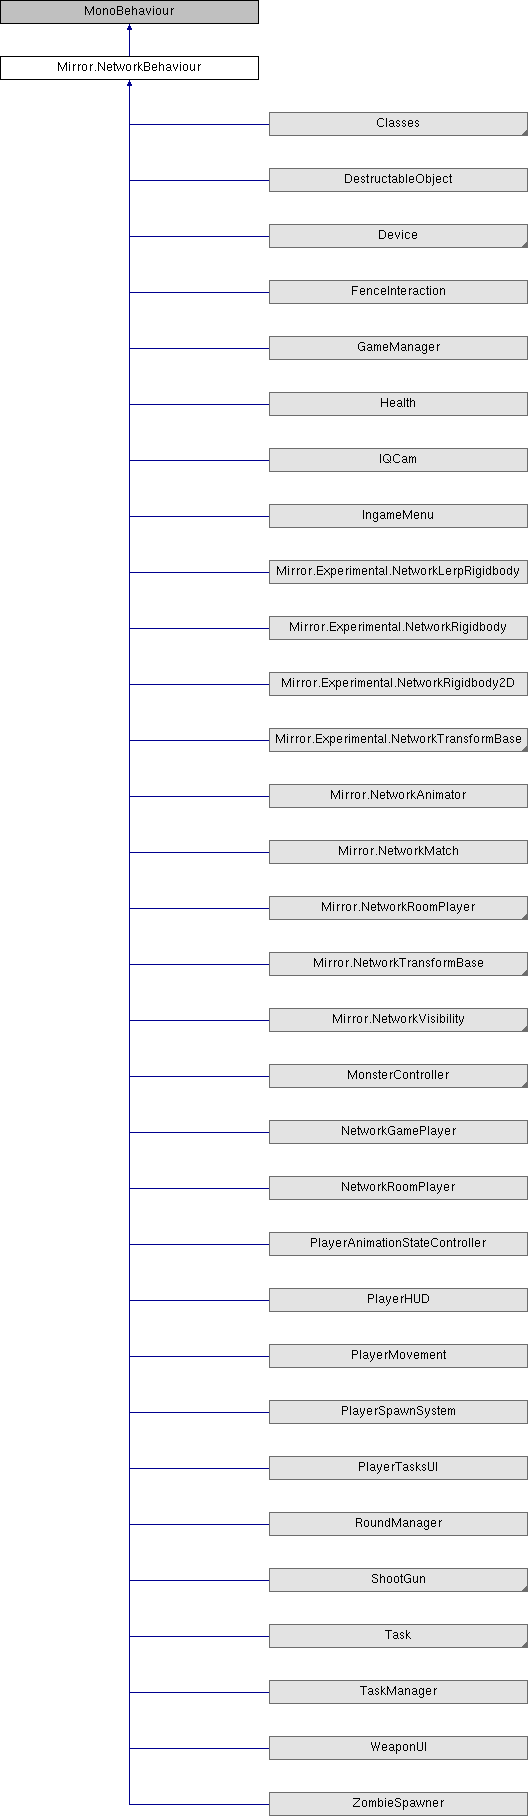 MonoBehaviour
Mirror.NetworkBehaviour
Classes
DestructableObject
Device
FenceInteraction
GameManager
Health
IQCam
IngameMenu
Mirror.Experimental.NetworkLerpRigidbody
Mirror.Experimental.NetworkRigidbody
Mirror.Experimental.NetworkRigidbody2D
Mirror.Experimental.NetworkTransformBase
Mirror.NetworkAnimator
Mirror.NetworkMatch
Mirror.NetworkRoomPlayer
Mirror.NetworkTransformBase
Mirror.NetworkVisibility
MonsterController
NetworkGamePlayer
NetworkRoomPlayer
PlayerAnimationStateController
PlayerHUD
PlayerMovement
PlayerSpawnSystem
PlayerTasksUI
RoundManager
ShootGun
Task
TaskManager
WeaponUI
ZombieSpawner